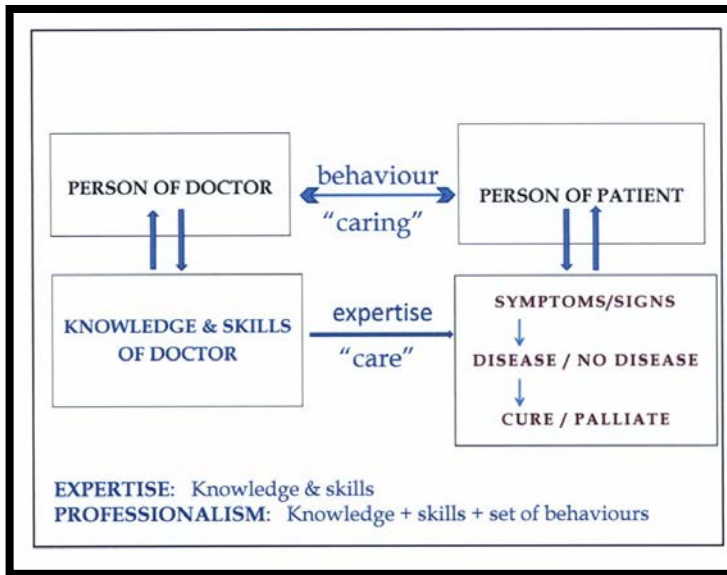 PERSON OF DOCTOR
behaviour
"caring"
PERSON OF PATIENT
KNOWLEDGE & SKILLS
OF DOCTOR
expertise
"care"
SYMPTOMS/SIGNS
DISEASE / NO DISEASE
CURE / PALLIATE
EXPERTISE: Knowledge & skills
PROFESSIONALISM: Knowledge + skills + set of behaviours